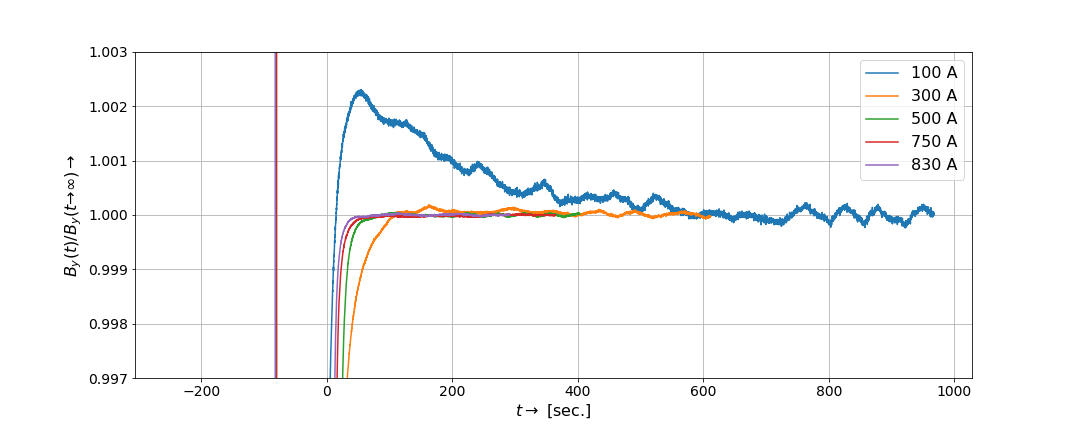 1.003
1.002
1.001
1.000
0.999
0.998
0.997
B_y(t)/B_y(t→∞) →
−200
0
200
400
600
800
1000
t → [sec.]
100 A
300 A
500 A
750 A
830 A